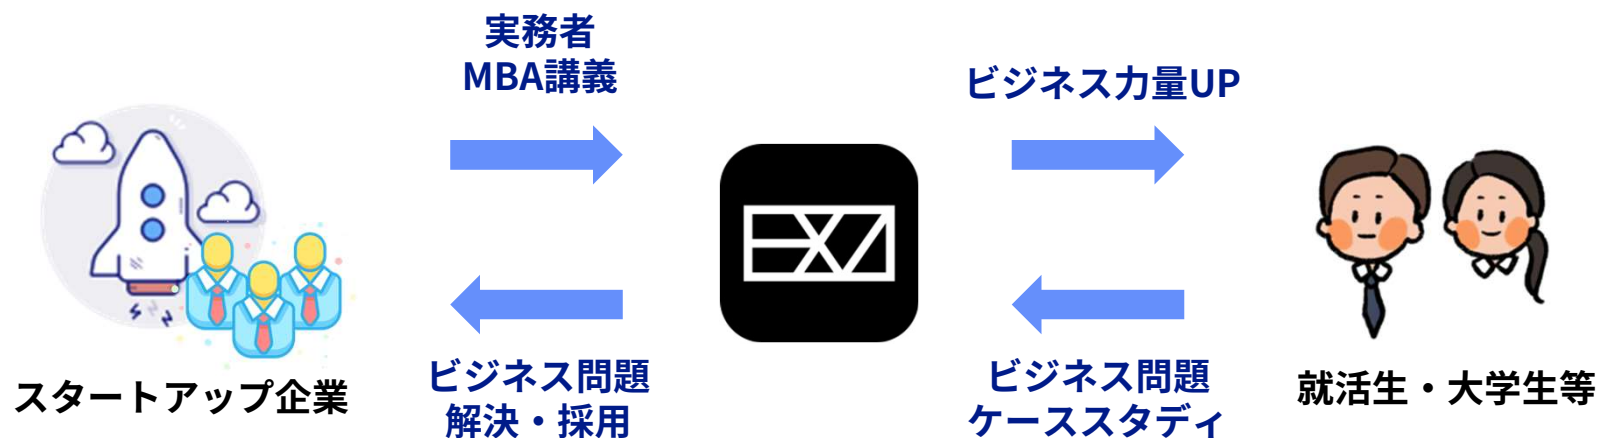 実務者
MBA講義
ビジネス力量UP
EXI
スタートアップ企業
ビジネス問題
解決・採用
ビジネス問題
ケーススタディ
就活生・大学生等